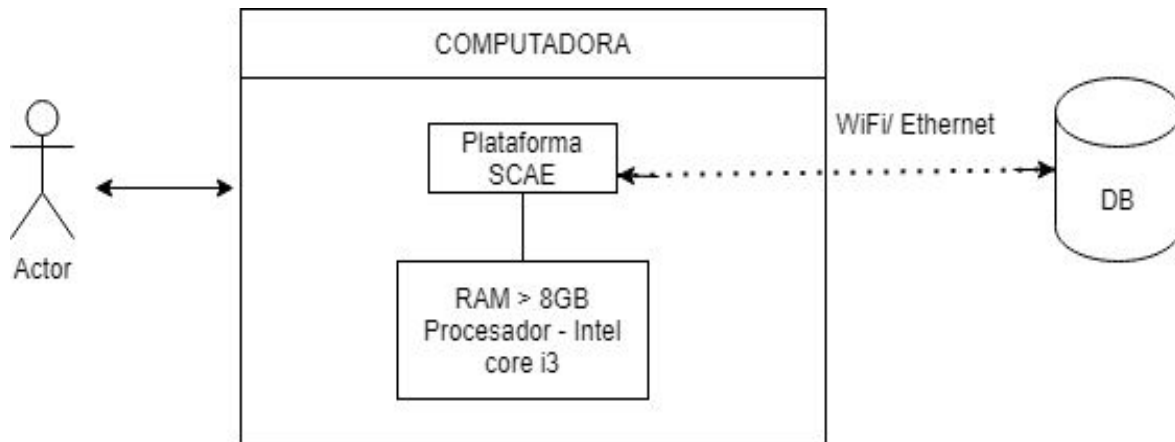 COMPUTADORA
Plataforma
SCAE
WiFi/ Ethernet
DB
Actor
RAM > 8GB
Procesador - Intel
core i3